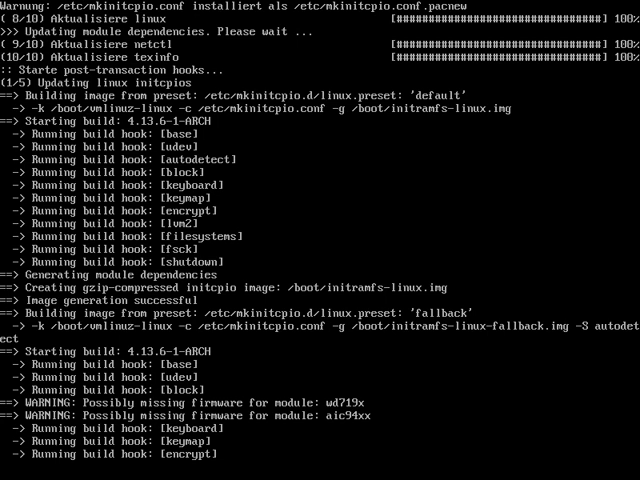 Warnung: /etc/mkinitcpio.conf installiert als /etc/mkinitcpio.conf.pacnew
( 8/10) Aktualisiere linux [##################################] 100%
>>> Updating module dependencies. Please wait ...
( 9/10) Aktualisiere netctl [##################################] 100%
(10/10) Aktualisiere texinfo [##################################] 100%
:: Starte post-transaction hooks...
(1/5) Updating linux initcpios
==> Building image from preset: /etc/mkinitcpio.d/linux.preset: 'default'
  -> -k /boot/vmlinuz-linux -c /etc/mkinitcpio.conf -g /boot/initramfs-linux.img
==> Starting build: 4.13.6-1-ARCH
  -> Running build hook: [base]
  -> Running build hook: [udev]
  -> Running build hook: [autodetect]
  -> Running build hook: [block]
  -> Running build hook: [keyboard]
  -> Running build hook: [keymap]
  -> Running build hook: [encrypt]
  -> Running build hook: [lvm2]
  -> Running build hook: [filesystems]
  -> Running build hook: [fsck]
  -> Running build hook: [shutdown]
==> Generating module dependencies
==> Creating gzip-compressed initcpio image: /boot/initramfs-linux.img
==> Image generation successful
==> Building image from preset: /etc/mkinitcpio.d/linux.preset: 'fallback'
  -> -k /boot/vmlinuz-linux -c /etc/mkinitcpio.conf -g /boot/initramfs-linux-fallback.img -S autodet
ect
==> Starting build: 4.13.6-1-ARCH
  -> Running build hook: [base]
  -> Running build hook: [udev]
  -> Running build hook: [block]
==> WARNING: Possibly missing firmware for module: wd719x
==> WARNING: Possibly missing firmware for module: aic94xx
  -> Running build hook: [keyboard]
  -> Running build hook: [keymap]
  -> Running build hook: [encrypt]